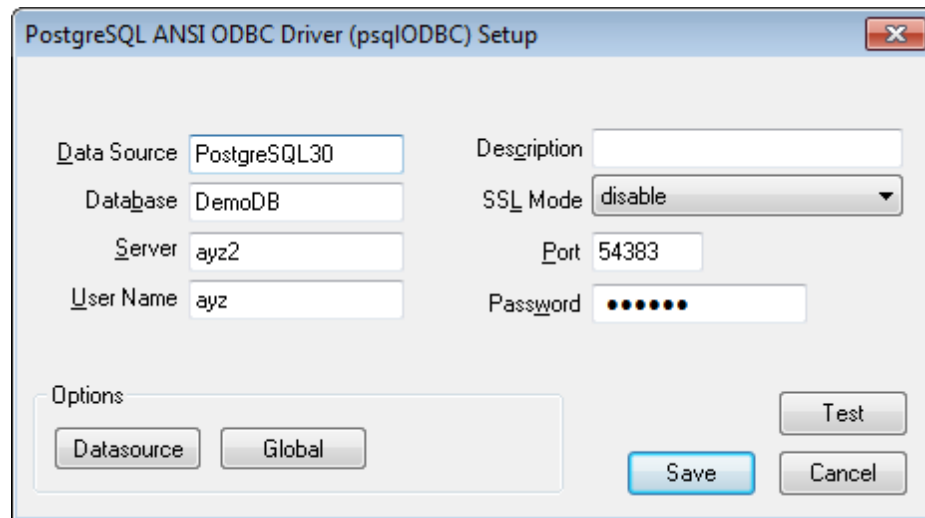 PostgreSQL ANSI ODBC Driver (psqlODBC) Setup
Data Source PostgreSQL30
Description
Database DemoDB
SSL Mode disable
Server ayz2
Port 54383
User Name ayz
Password ●●●●●●
Options
Datasource Global
Test
Save Cancel